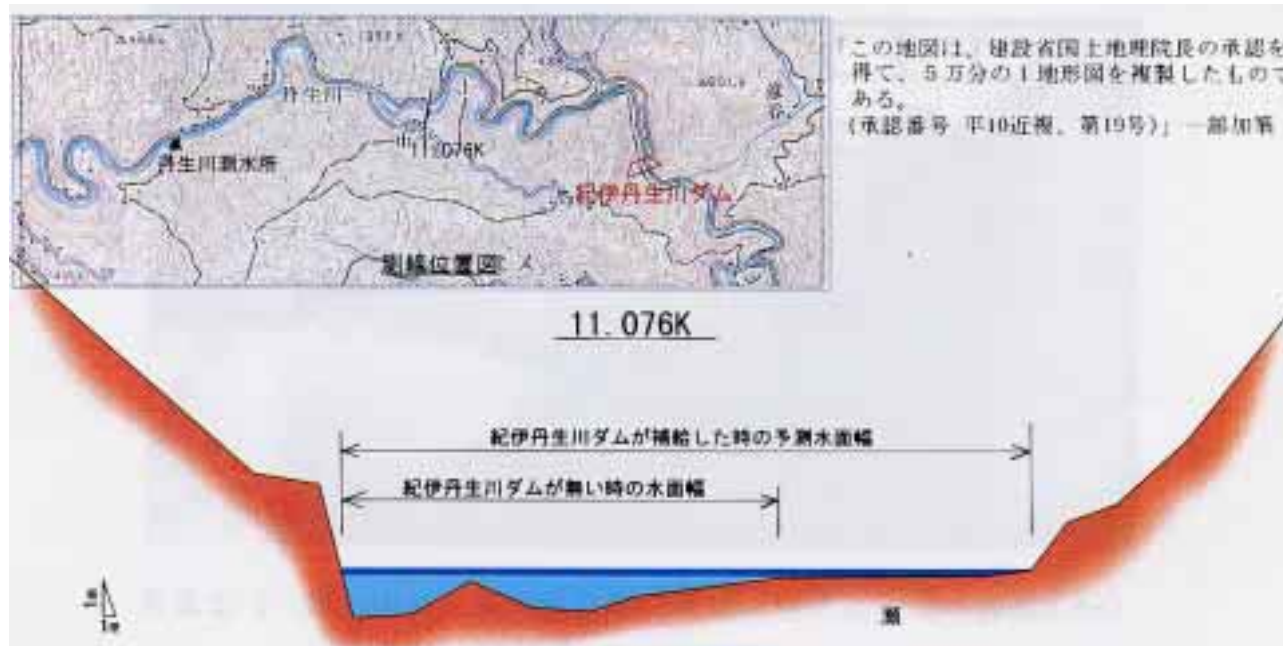 「この地図は、建設省国土地理院長の承認を
得て、5万分の1地形図を複製したもので
ある。
(承認番号 平10近複、第19号)」一部加筆
丹生川
11.076K
丹生川測水所
紀伊丹生川ダム
測線位置図
11.076K
紀伊丹生川ダムが補給した時の予測水面幅
紀伊丹生川ダムが無い時の水面幅
1m
1m
瀬